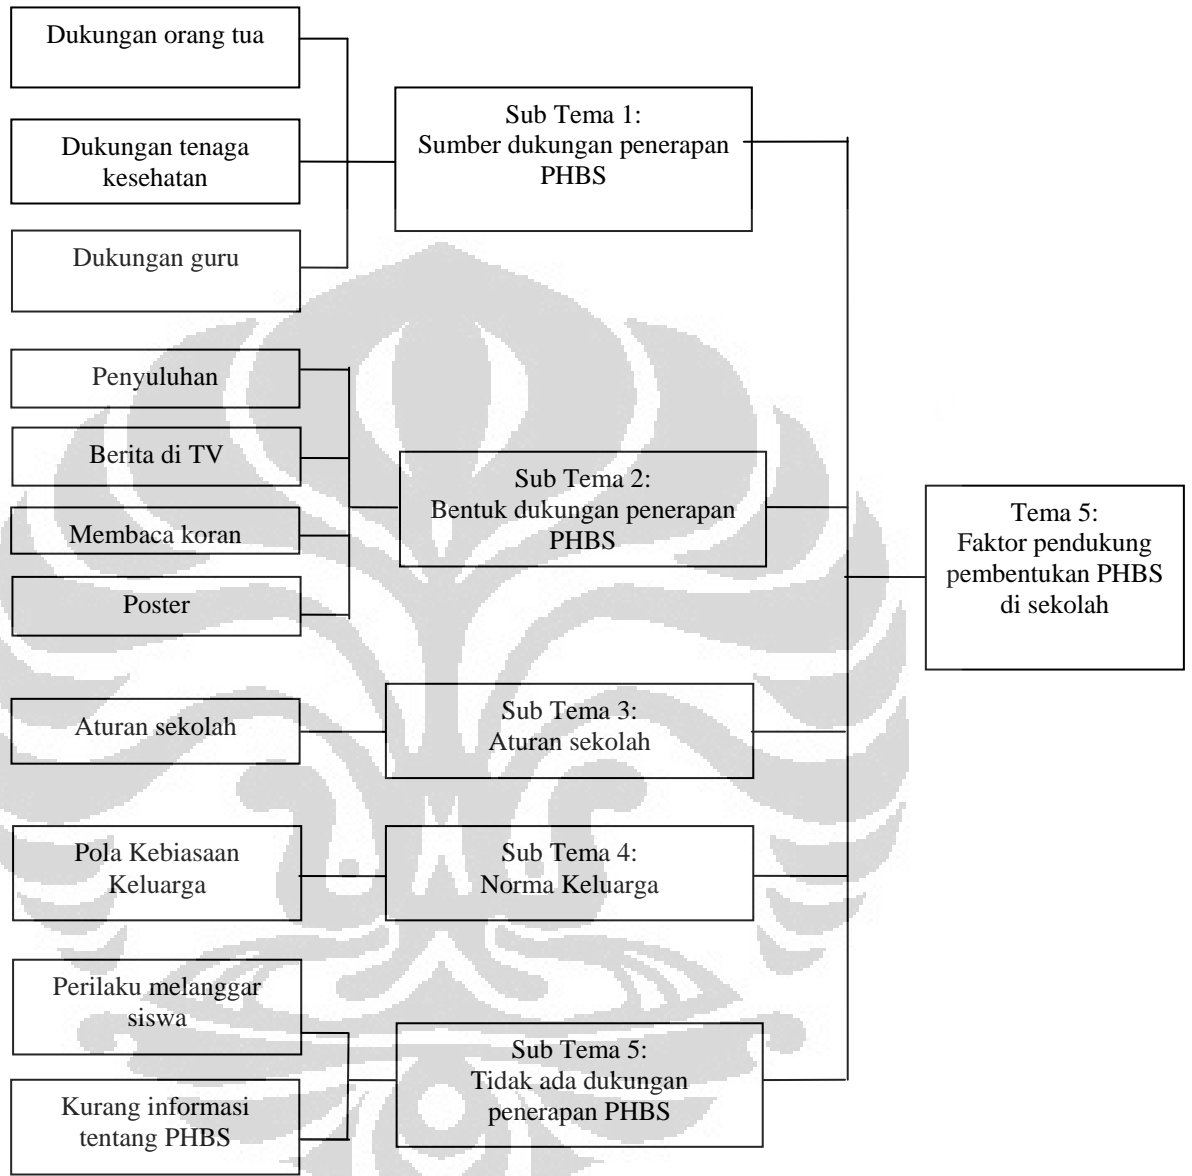 Dukungan orang tua
Dukungan tenaga
kesehatan
Dukungan guru
Sub Tema 1:
Sumber dukungan penerapan
PHBS
Penyuluhan
Berita di TV
Membaca koran
Poster
Sub Tema 2:
Bentuk dukungan penerapan
PHBS
Aturan sekolah
Sub Tema 3:
Aturan sekolah
Pola Kebiasaan
Keluarga
Sub Tema 4:
Norma Keluarga
Perilaku melanggar
siswa
Kurang informasi
tentang PHBS
Sub Tema 5:
Tidak ada dukungan
penerapan PHBS
Tema 5:
Faktor pendukung
pembentukan PHBS
di sekolah